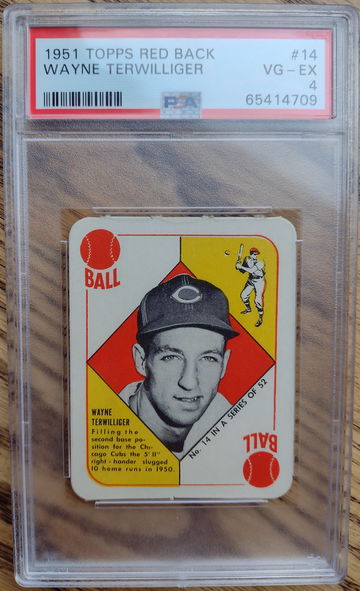 1951 TOPPS RED BACK #14
WAYNE TERWILLIGER VG-EX
4
PSA 65414709
BALL
C
WAYNE
TERWILLIGER
Filling the
second base po-
sition for the Chi-
cago Cubs the 5' 11"
right-hander slugged
10 home runs in 1950.
No. 14 IN A SERIES OF 52
BALL